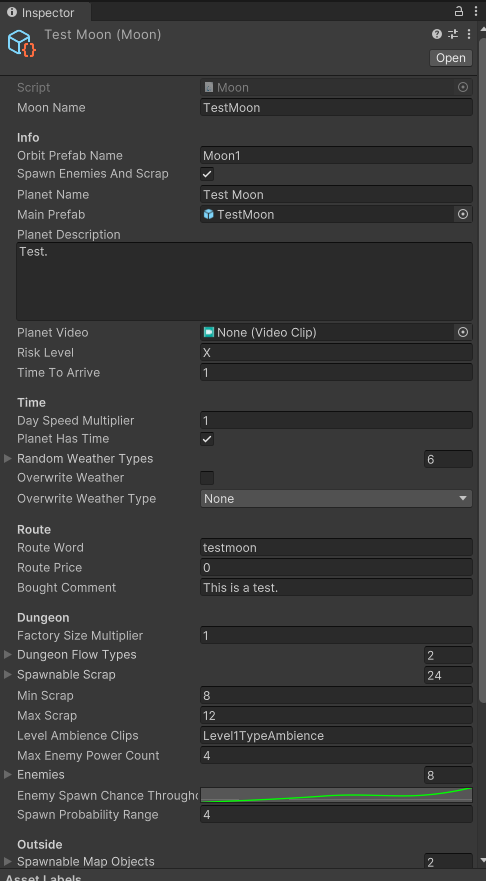 Inspector
Test Moon (Moon)
Open
Script Moon
Moon Name TestMoon
Info
Orbit Prefab Name Moon1
Spawn Enemies And Scrap
Planet Name Test Moon
Main Prefab TestMoon
Planet Description
Test.
Planet Video None (Video Clip)
Risk Level X
Time To Arrive 1
Time
Day Speed Multiplier 1
Planet Has Time
Random Weather Types 6
Overwrite Weather
Overwrite Weather Type None
Route
Route Word testmoon
Route Price 0
Bought Comment This is a test.
Dungeon
Factory Size Multiplier 1
Dungeon Flow Types 2
Spawnable Scrap 24
Min Scrap 8
Max Scrap 12
Level Ambience Clips Level1TypeAmbience
Max Enemy Power Count 4
Enemies 8
Enemy Spawn Chance Througho
Spawn Probability Range 4
Outside
Spawnable Map Objects 2
Asset Labels